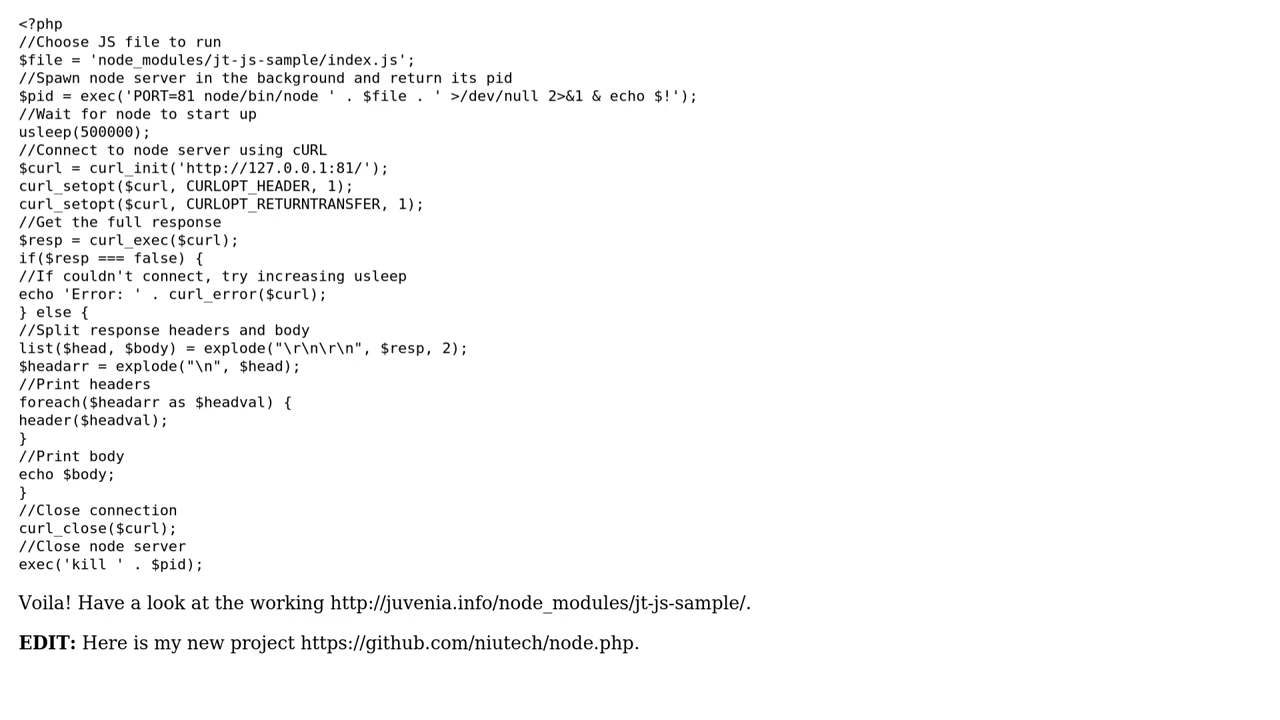 <?php
//Choose JS file to run
$file = 'node_modules/jt-js-sample/index.js';
//Spawn node server in the background and return its pid
$pid = exec('PORT=81 node/bin/node ' . $file . ' >/dev/null 2>&1 & echo $!');
//Wait for node to start up
usleep(500000);
//Connect to node server using cURL
$curl = curl_init('http://127.0.0.1:81/');
curl_setopt($curl, CURLOPT_HEADER, 1);
curl_setopt($curl, CURLOPT_RETURNTRANSFER, 1);
//Get the full response
$resp = curl_exec($curl);
if($resp === false) {
//If couldn't connect, try increasing usleep
echo 'Error: ' . curl_error($curl);
} else {
//Split response headers and body
list($head, $body) = explode("\r\n\r\n", $resp, 2);
$headarr = explode("\n", $head);
//Print headers
foreach($headarr as $headval) {
header($headval);
}
//Print body
echo $body;
}
//Close connection
curl_close($curl);
//Close node server
exec('kill ' . $pid);
Voila! Have a look at the working http://juvenia.info/node_modules/jt-js-sample/.
EDIT: Here is my new project https://github.com/niutech/node.php.